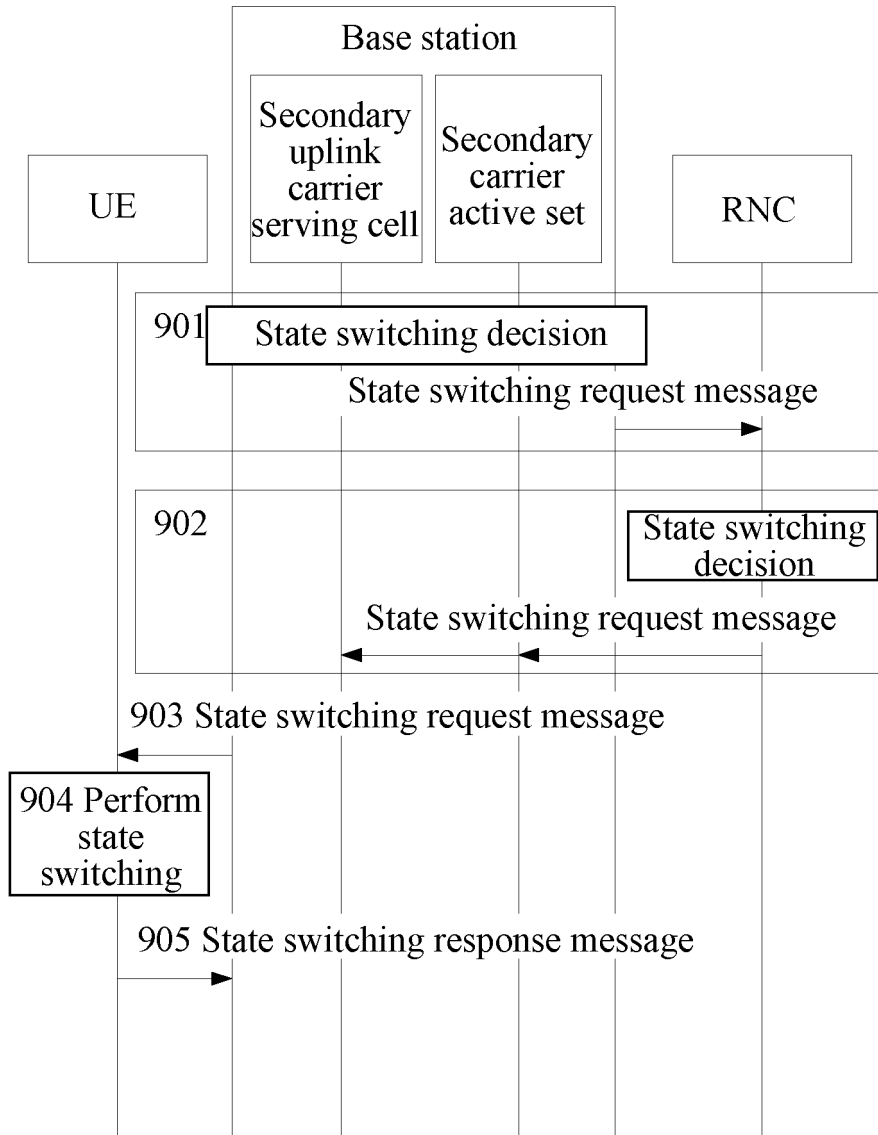 Base station
Secondary
uplink
carrier
serving cell
Secondary
carrier
active set
UE
RNC
901
State switching decision
State switching request message
902
State switching
decision
State switching request message
903 State switching request message
904 Perform
state
switching
905 State switching response message